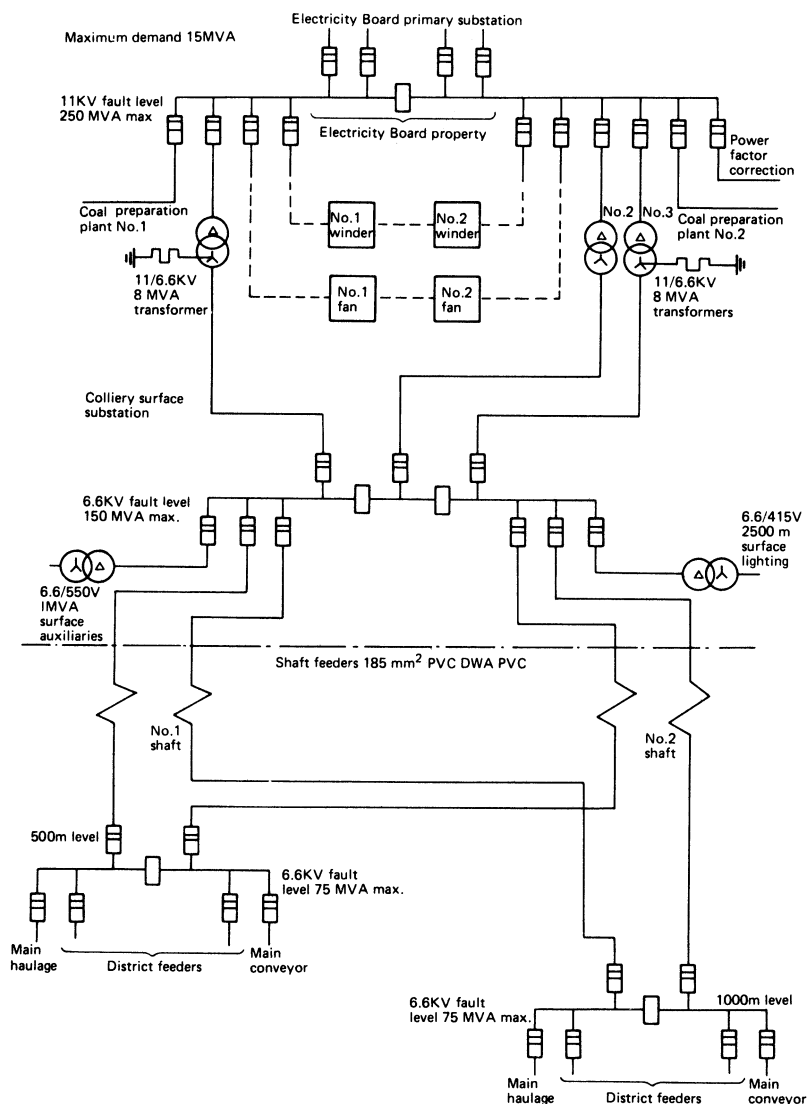 Electricity Board primary substation
Maximum demand 15MVA
11KV fault level
250 MVA max
Electricity Board property
Power
factor
correction
Coal preparation
plant No.1
No.1
winder
No.2
winder
No.2
No.3
Coal preparation
plant No.2
11/6.6KV
8 MVA
transformer
No.1
fan
No.2
fan
11/6.6KV
8 MVA
transformers
Colliery surface
substation
6.6KV fault level
150 MVA max.
6.6/415V
2500 m
surface
lighting
6.6/550V
IMVA
surface
auxiliaries
Shaft feeders 185 mm² PVC DWA PVC
No.1
shaft
No.2
shaft
500m level
6.6KV fault
level 75 MVA max.
Main
haulage
District feeders
Main
conveyor
6.6KV fault
level 75 MVA max.
1000m level
Main
haulage
District feeders
Main
conveyor